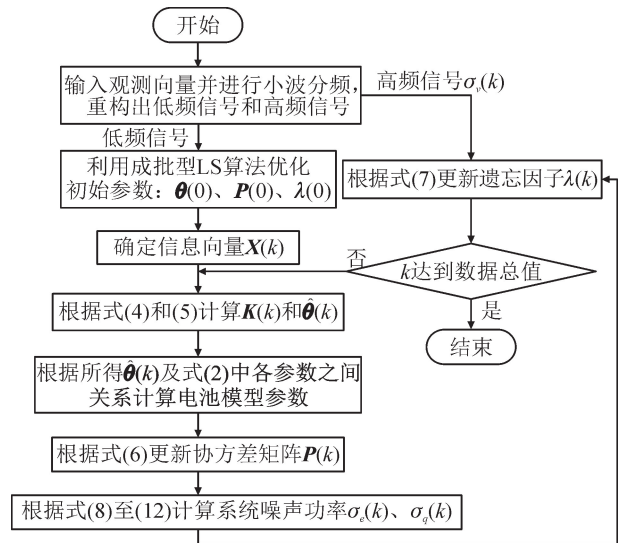 开始
输入观测向量并进行小波分频,
重构出低频信号和高频信号
高频信号σᵥ(k)
低频信号
利用成批型LS算法优化
初始参数：θ(0)、P(0)、λ(0)
根据式(7)更新遗忘因子λ(k)
确定信息向量X(k)
否
k达到数据总值
是
结束
根据式(4)和(5)计算K(k)和θ̂(k)
根据所得θ̂(k)及式(2)中各参数之间
关系计算电池模型参数
根据式(6)更新协方差矩阵P(k)
根据式(8)至(12)计算系统噪声功率σₑ(k)、σ_q(k)